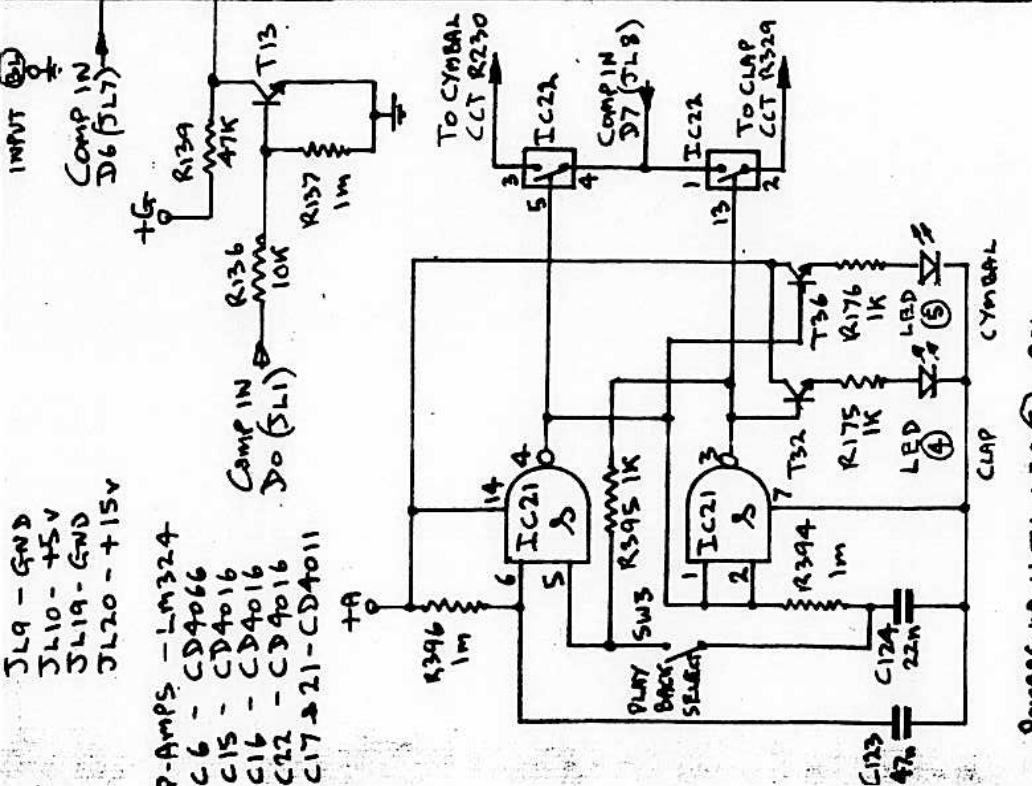 JL9 - GND
JL10 - +5V
JL19 - GND
JL20 - +15V
P-AMPS - LM324
C6 - CD4066
C15 - CD4016
C16 - CD4016
C22 - CD4016
C17 & 21 - CD4011
INPUT
COMP IN
D6 (JL7)
+G
R139
47K
T13
R136
10K
R137
1m
COMP IN
D0 (JL1)
TO CYMBAL
CCT R230
3
IC22
5
4
COMP IN
D7 (JL8)
1
IC22
13
2
TO CLAP
CCT R329
+A
R396
1m
14
6
IC21
4
5
S
R395 1K
1
IC21
3
2
S
7
R394
1m
SW3
PLAY
BACK
SELECT
C124
22n
C123
47n
T32
T36
R175
1K
R176
1K
LED
4
LED
5
CLAP
CYMBAL